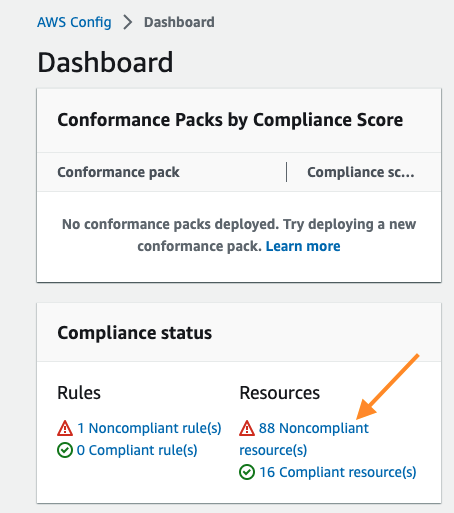 AWS Config > Dashboard
Dashboard
Conformance Packs by Compliance Score
Conformance pack Compliance sc...
No conformance packs deployed. Try deploying a new
conformance pack. Learn more
Compliance status
Rules Resources
1 Noncompliant rule(s) 88 Noncompliant
0 Compliant rule(s) resource(s)
16 Compliant resource(s)